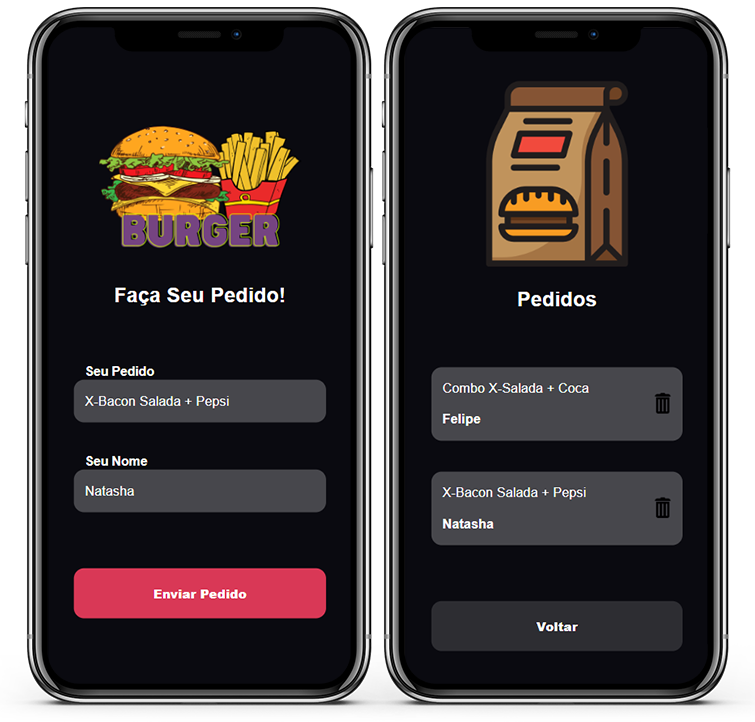 BURGER
Faça Seu Pedido!
Seu Pedido
X-Bacon Salada + Pepsi
Seu Nome
Natasha
Enviar Pedido
Pedidos
Combo X-Salada + Coca
Felipe
X-Bacon Salada + Pepsi
Natasha
Voltar